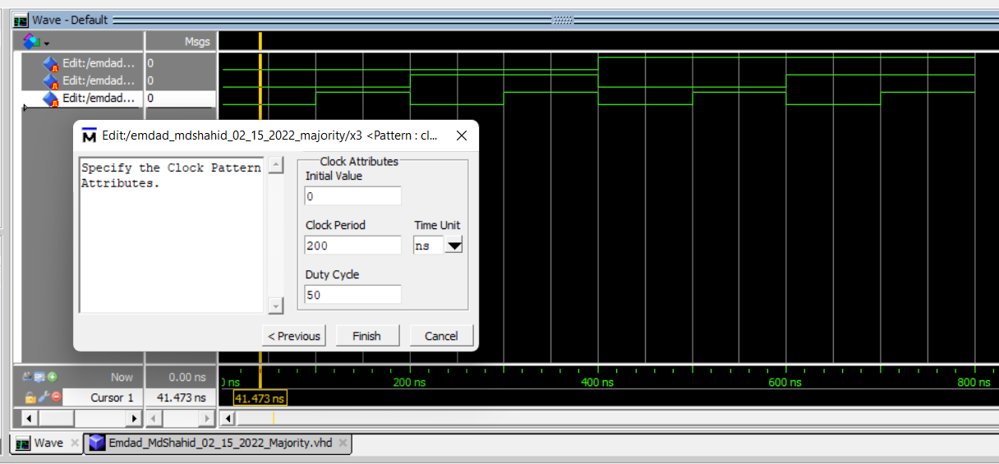 Wave - Default
Msgs
Edit:/emdad... 0
Edit:/emdad... 0
Edit:/emdad... 0
Edit:/emdad_mdshahid_02_15_2022_majority/x3 <Pattern : cl...
Specify the Clock Pattern
Attributes.
Clock Attributes
Initial Value
0
Clock Period Time Unit
200 ns
Duty Cycle
50
< Previous Finish Cancel
Now 0.00 ns
ns 200 ns 400 ns 600 ns 800 ns
Cursor 1 41.473 ns 41.473 ns
Wave Emdad_MdShahid_02_15_2022_Majority.vhd